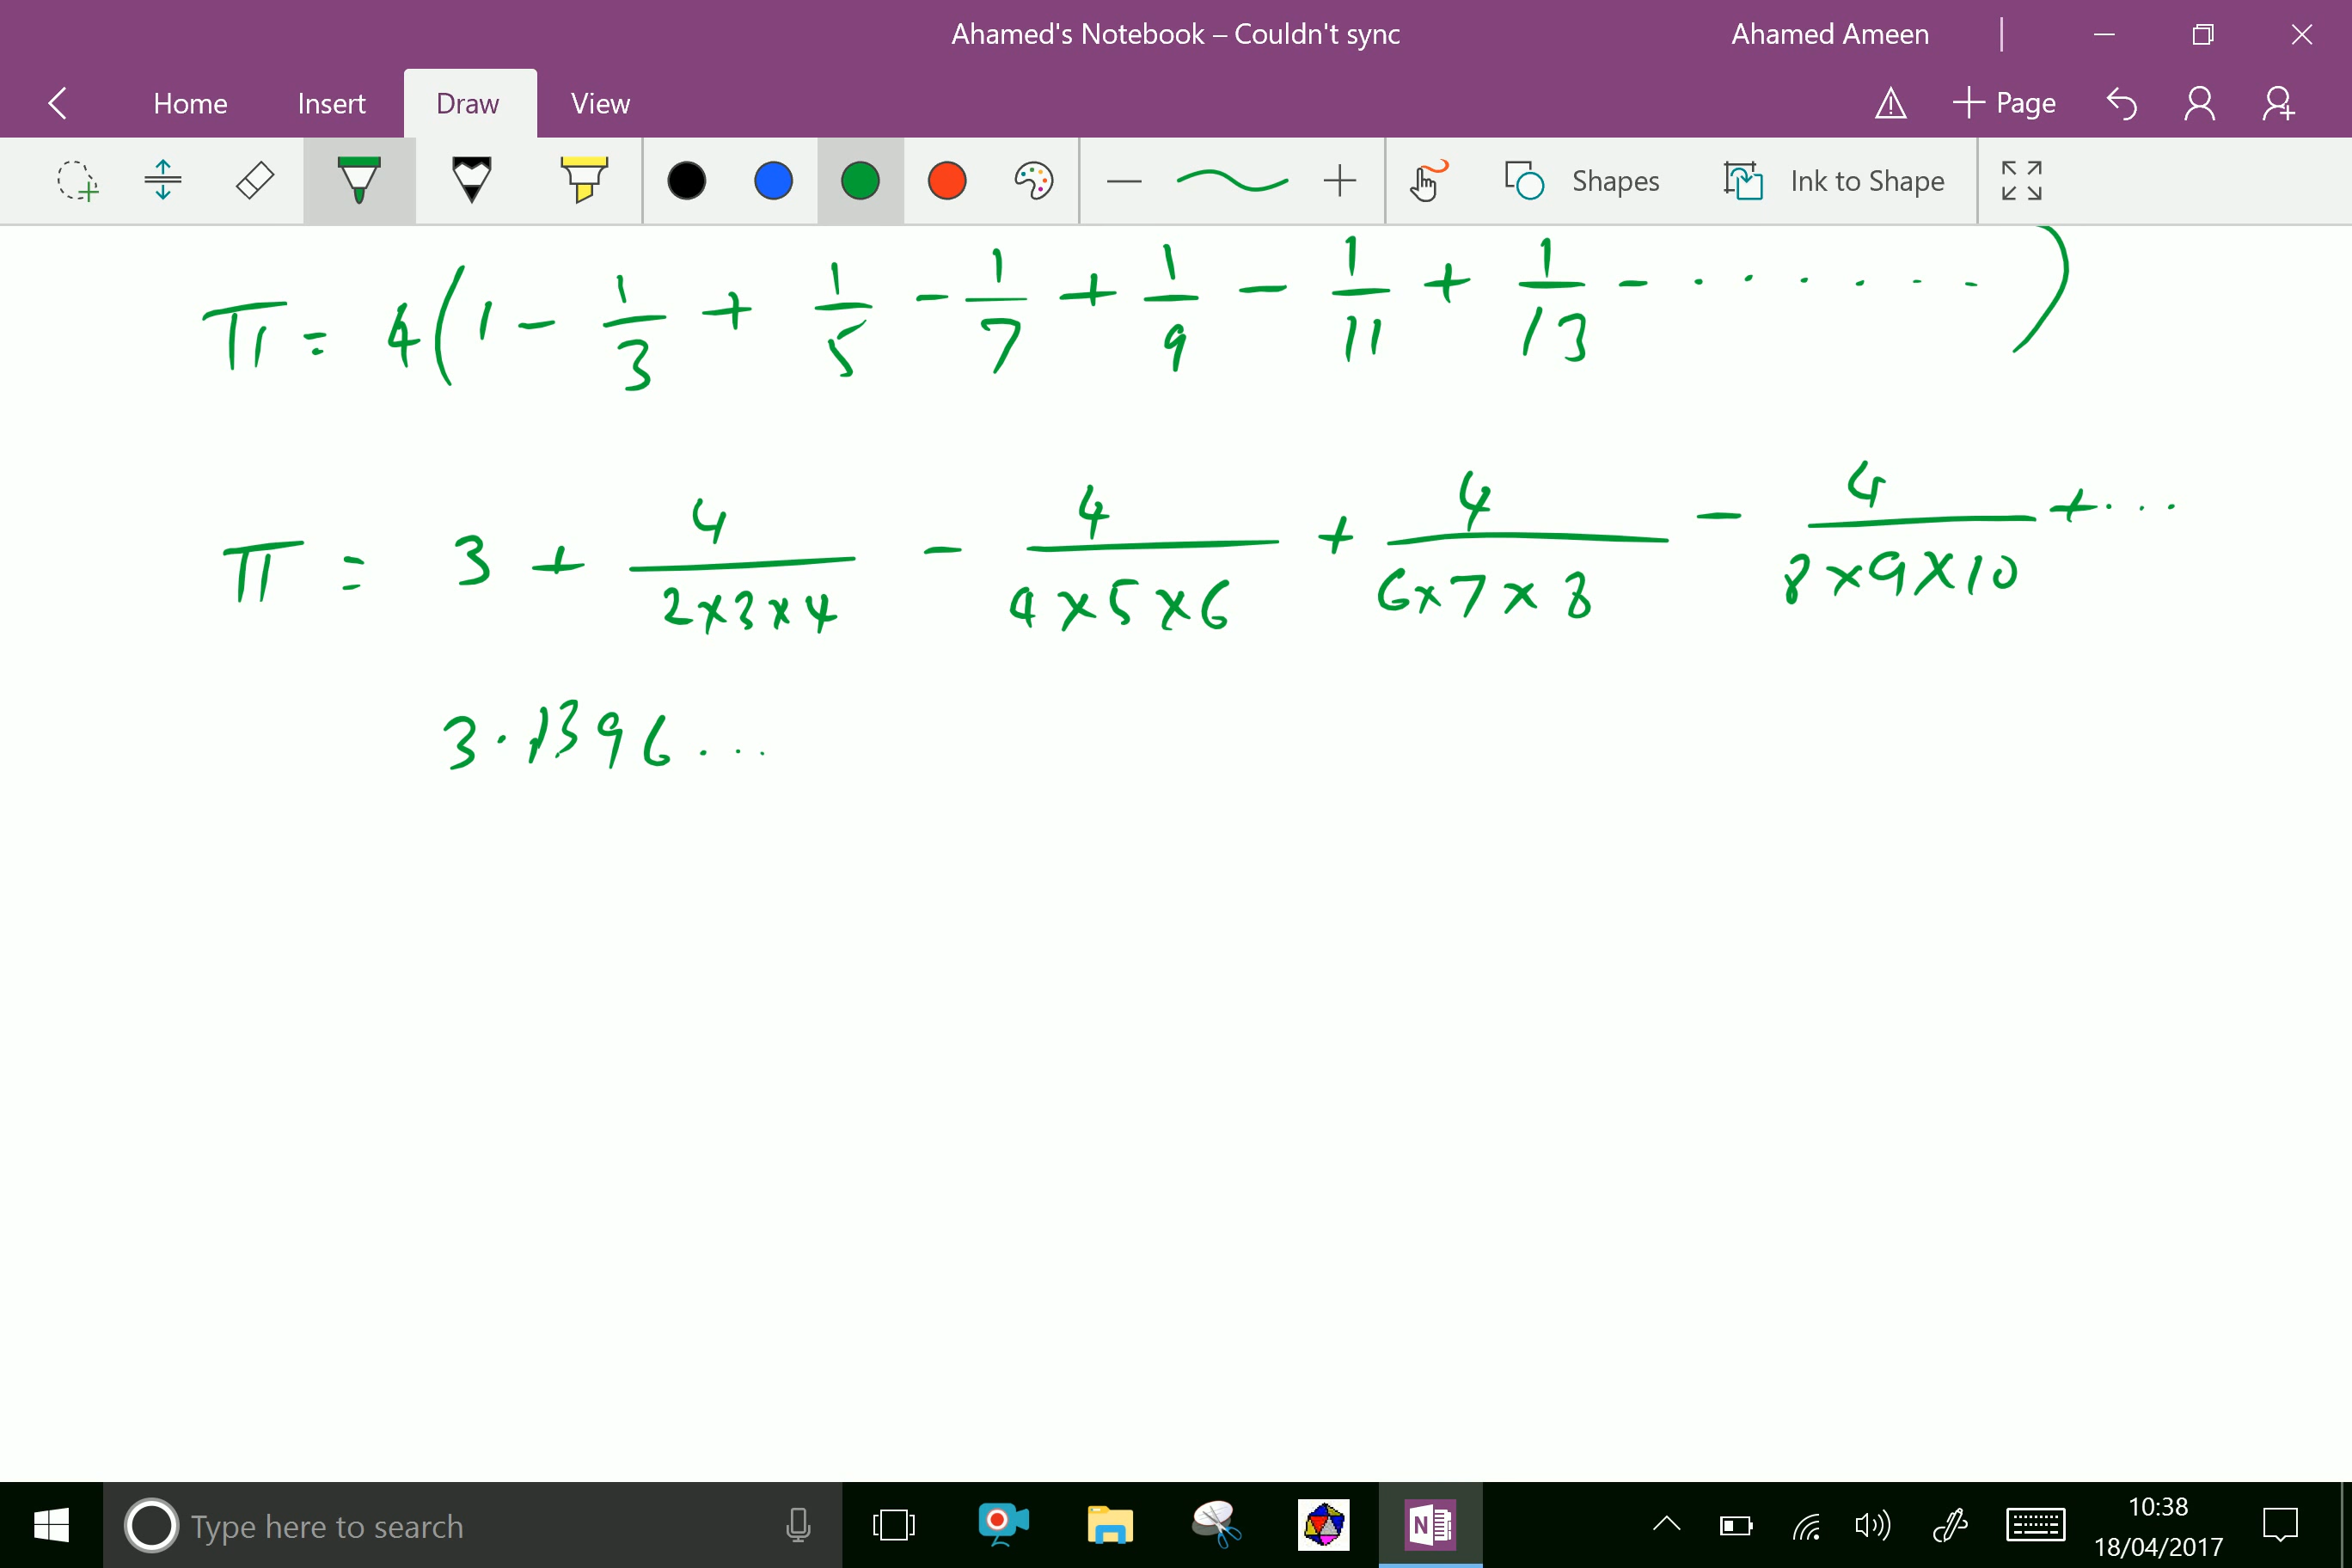 Ahamed's Notebook – Couldn't sync Ahamed Ameen
Home Insert Draw View + Page
Shapes Ink to Shape
π = 4(1 - 1/3 + 1/5 - 1/7 + 1/9 - 1/11 + 1/13 - .......)
π = 3 + 4/(2×3×4) - 4/(4×5×6) + 4/(6×7×8) - 4/(8×9×10) + ...
3.1396...
Type here to search
N
10:38
18/04/2017